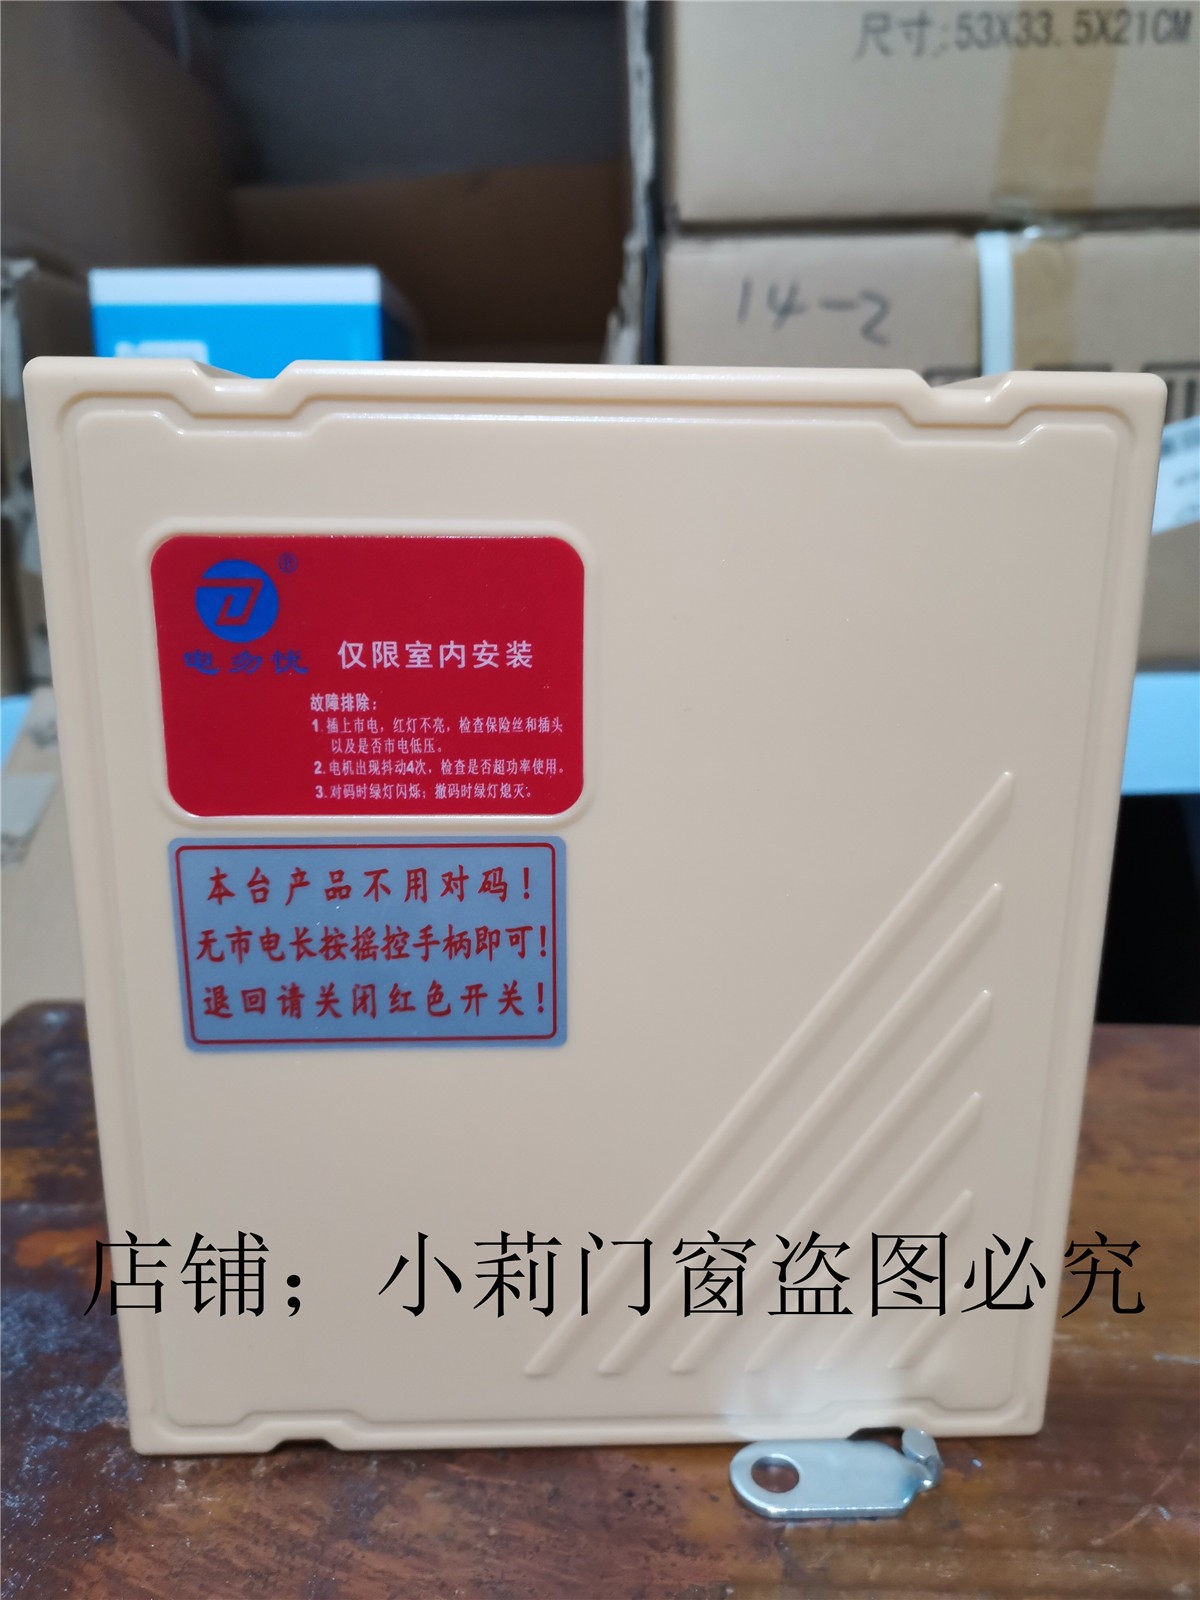 尺寸:53X33.5X21CM
14-2
®
电勿忧
仅限室内安装
故障排除：
1.插上市电，红灯不亮，检查保险丝和插头
以及是否市电低压。
2.电机出现抖动4次，检查是否超功率使用。
3.对码时绿灯闪烁；撤码时绿灯熄灭。
本台产品不用对码！
无市电长按摇控手柄即可！
退回请关闭红色开关！
店铺；小莉门窗盗图必究